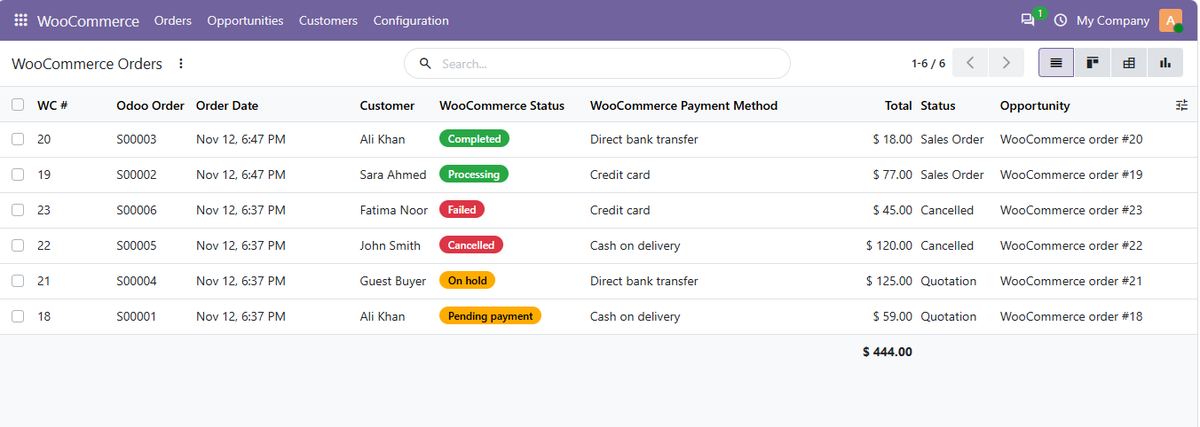 WooCommerce Orders Opportunities Customers Configuration 1 My Company A
WooCommerce Orders Search... 1-6 / 6
WC # Odoo Order Order Date Customer WooCommerce Status WooCommerce Payment Method Total Status Opportunity
20 S00003 Nov 12, 6:47 PM Ali Khan Completed Direct bank transfer $ 18.00 Sales Order WooCommerce order #20
19 S00002 Nov 12, 6:47 PM Sara Ahmed Processing Credit card $ 77.00 Sales Order WooCommerce order #19
23 S00006 Nov 12, 6:37 PM Fatima Noor Failed Credit card $ 45.00 Cancelled WooCommerce order #23
22 S00005 Nov 12, 6:37 PM John Smith Cancelled Cash on delivery $ 120.00 Cancelled WooCommerce order #22
21 S00004 Nov 12, 6:37 PM Guest Buyer On hold Direct bank transfer $ 125.00 Quotation WooCommerce order #21
18 S00001 Nov 12, 6:37 PM Ali Khan Pending payment Cash on delivery $ 59.00 Quotation WooCommerce order #18
$ 444.00